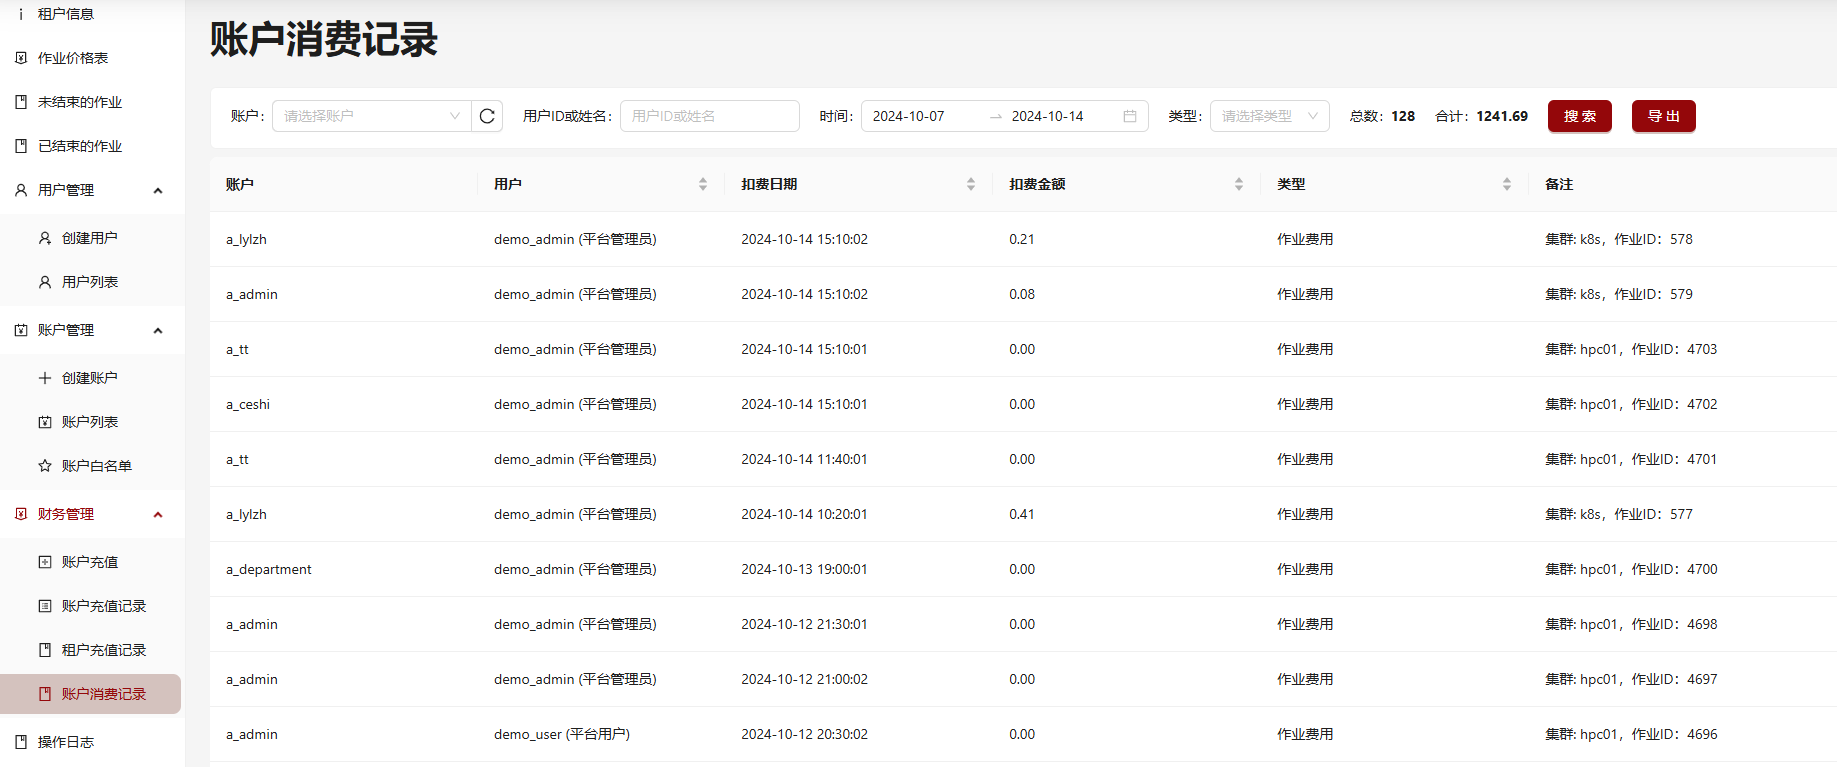 租户信息
作业价格表
未结束的作业
已结束的作业
用户管理
创建用户
用户列表
账户管理
创建账户
账户列表
账户白名单
财务管理
账户充值
账户充值记录
租户充值记录
账户消费记录
操作日志
账户消费记录
账户： 请选择账户 用户ID或姓名： 用户ID或姓名 时间： 2024-10-07 → 2024-10-14 类型： 请选择类型 总数：128 合计：1241.69 搜 索 导 出
账户 用户 扣费日期 扣费金额 类型 备注
a_lylzh demo_admin (平台管理员) 2024-10-14 15:10:02 0.21 作业费用 集群: k8s，作业ID：578
a_admin demo_admin (平台管理员) 2024-10-14 15:10:02 0.08 作业费用 集群: k8s，作业ID：579
a_tt demo_admin (平台管理员) 2024-10-14 15:10:01 0.00 作业费用 集群: hpc01，作业ID：4703
a_ceshi demo_admin (平台管理员) 2024-10-14 15:10:01 0.00 作业费用 集群: hpc01，作业ID：4702
a_tt demo_admin (平台管理员) 2024-10-14 11:40:01 0.00 作业费用 集群: hpc01，作业ID：4701
a_lylzh demo_admin (平台管理员) 2024-10-14 10:20:01 0.41 作业费用 集群: k8s，作业ID：577
a_department demo_admin (平台管理员) 2024-10-13 19:00:01 0.00 作业费用 集群: hpc01，作业ID：4700
a_admin demo_admin (平台管理员) 2024-10-12 21:30:01 0.00 作业费用 集群: hpc01，作业ID：4698
a_admin demo_admin (平台管理员) 2024-10-12 21:00:02 0.00 作业费用 集群: hpc01，作业ID：4697
a_admin demo_user (平台用户) 2024-10-12 20:30:02 0.00 作业费用 集群: hpc01，作业ID：4696